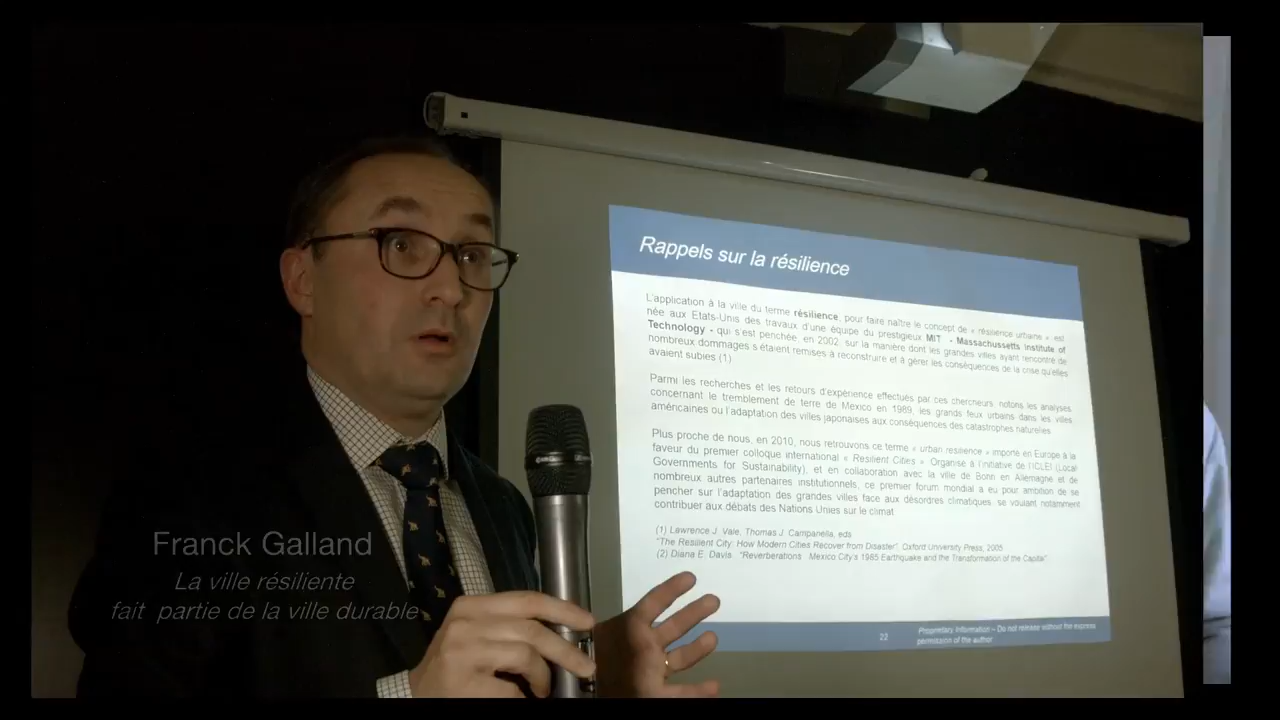 Rappels sur la résilience
L'application à la ville du terme résilience, pour faire naître le concept de « résilience urbaine » est
née aux Etats-Unis des travaux d'une équipe du prestigieux MIT - Massachussetts Institute of
Technology - qui s'est penchée, en 2002, sur la manière dont les grandes villes ayant rencontré de
nombreux dommages s'étaient remises à reconstruire et à gérer les conséquences de la crise qu'elles
avaient subies (1)
Parmi les recherches et les retours d'expérience effectués par ces chercheurs, notons les analyses
concernant le tremblement de terre de Mexico en 1989, les grands feux urbains dans les villes
américaines ou l'adaptation des villes japonaises aux conséquences des catastrophes naturelles.
Plus proche de nous, en 2010, nous retrouvons ce terme « urban resilience » importé en Europe à la
faveur du premier colloque international « Resilient Cities ». Organisé à l'initiative de l'ICLEI (Local
Governments for Sustainability), et en collaboration avec la ville de Bonn en Allemagne et de
nombreux autres partenaires institutionnels, ce premier forum mondial a eu pour ambition de se
pencher sur l'adaptation des grandes villes face aux désordres climatiques, se voulant notamment
contribuer aux débats des Nations Unies sur le climat.
(1) Lawrence J. Vale, Thomas J. Campanella, eds
"The Resilient City: How Modern Cities Recover from Disaster", Oxford University Press, 2005
(2) Diana E. Davis "Reverberations Mexico City's 1985 Earthquake and the Transformation of the Capital"
22
Proprietary Information – Do not release without the express
permission of the author
Franck Galland
La ville résiliente
fait partie de la ville durable